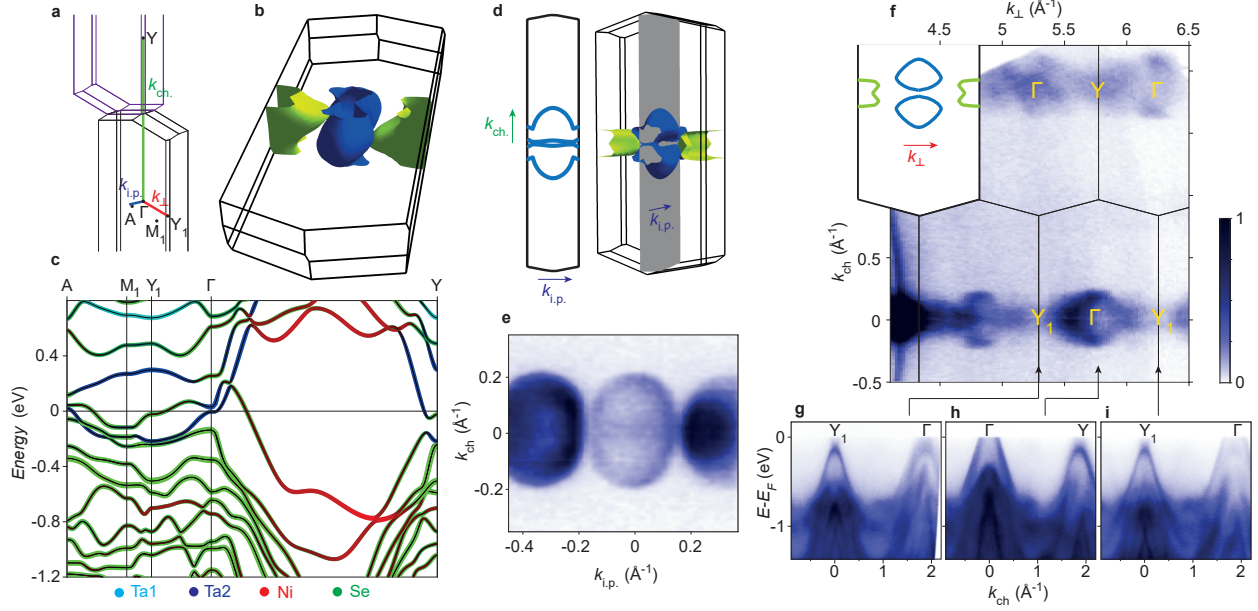 a
Y
k_ch.
k_i.p.
k_⊥
A
Γ
Y_1
M_1
b
c
A
M_1
Y_1
Γ
Y
0.4
0
-0.4
-0.8
-1.2
Energy (eV)
Ta1
Ta2
Ni
Se
d
k_ch.
k_i.p.
k_i.p.
e
0.2
0
-0.2
k_ch (Å⁻¹)
-0.4
-0.2
0
0.2
k_i.p. (Å⁻¹)
f
k_⊥ (Å⁻¹)
4.5
5
5.5
6
6.5
k_⊥
Γ
Y
Γ
0.5
0
-0.5
k_ch (Å⁻¹)
Y_1
Γ
Y_1
1
0
g
Y_1
Γ
h
Γ
Y
i
Y_1
Γ
0
-1
E-E_F (eV)
0
1
2
0
1
2
0
1
2
k_ch (Å⁻¹)